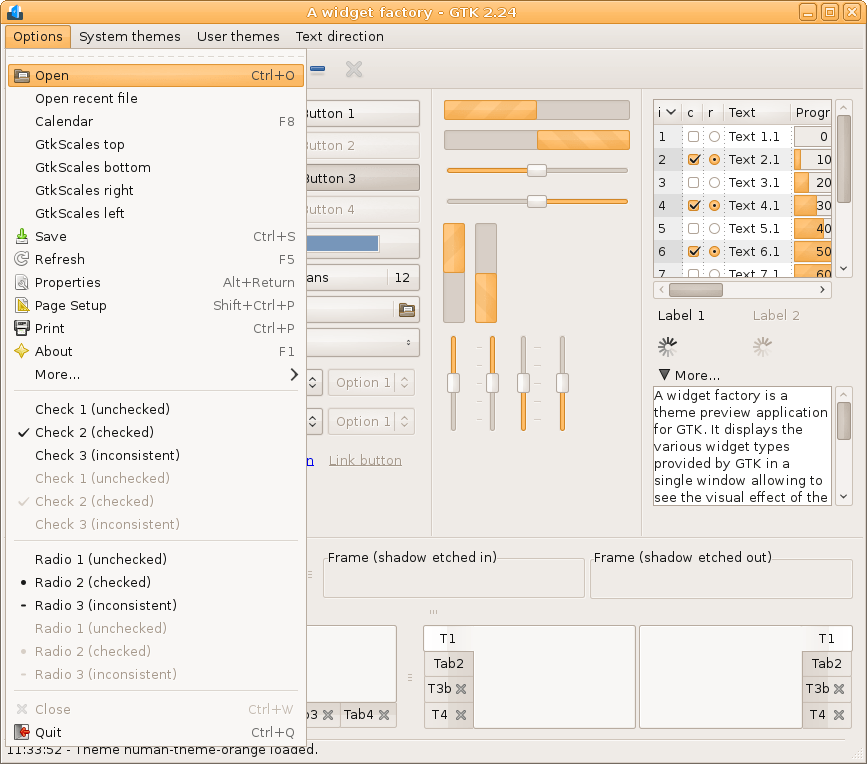 A widget factory - GTK 2.24
Options System themes User themes Text direction
Open Ctrl+O
Open recent file
Calendar F8
GtkScales top
GtkScales bottom
GtkScales right
GtkScales left
Save Ctrl+S
Refresh F5
Properties Alt+Return
Page Setup Shift+Ctrl+P
Print Ctrl+P
About F1
More...
Check 1 (unchecked)
Check 2 (checked)
Check 3 (inconsistent)
Check 1 (unchecked)
Check 2 (checked)
Check 3 (inconsistent)
Radio 1 (unchecked)
Radio 2 (checked)
Radio 3 (inconsistent)
Radio 1 (unchecked)
Radio 2 (checked)
Radio 3 (inconsistent)
Close Ctrl+W
Quit Ctrl+Q
Button 1
Button 2
Button 3
Button 4
ans 12
Option 1
Option 1
n Link button
i c r Text Progr
1 Text 1.1 0
2 Text 2.1 10
3 Text 3.1 20
4 Text 4.1 30
5 Text 5.1 40
6 Text 6.1 50
7 Text 7.1 60
Label 1 Label 2
More...
A widget factory is a
theme preview application
for GTK. It displays the
various widget types
provided by GTK in a
single window allowing to
see the visual effect of the
Frame (shadow etched in) Frame (shadow etched out)
b3 Tab4
T1
Tab2
T3b
T4
T1
Tab2
T3b
T4
11:33:52 - Theme human-theme-orange loaded.